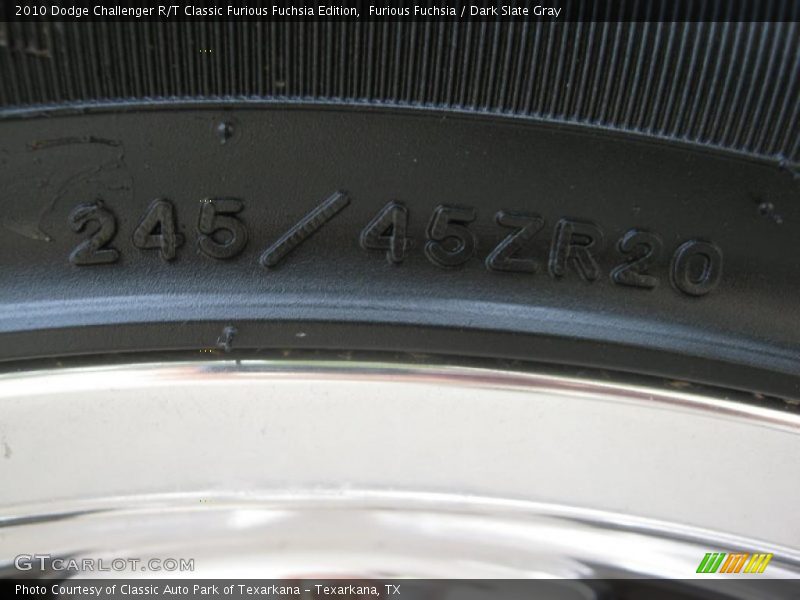 2010 Dodge Challenger R/T Classic Furious Fuchsia Edition,  Furious Fuchsia / Dark Slate Gray
245/45ZR20
GTCARLOT.COM
Photo Courtesy of Classic Auto Park of Texarkana - Texarkana, TX